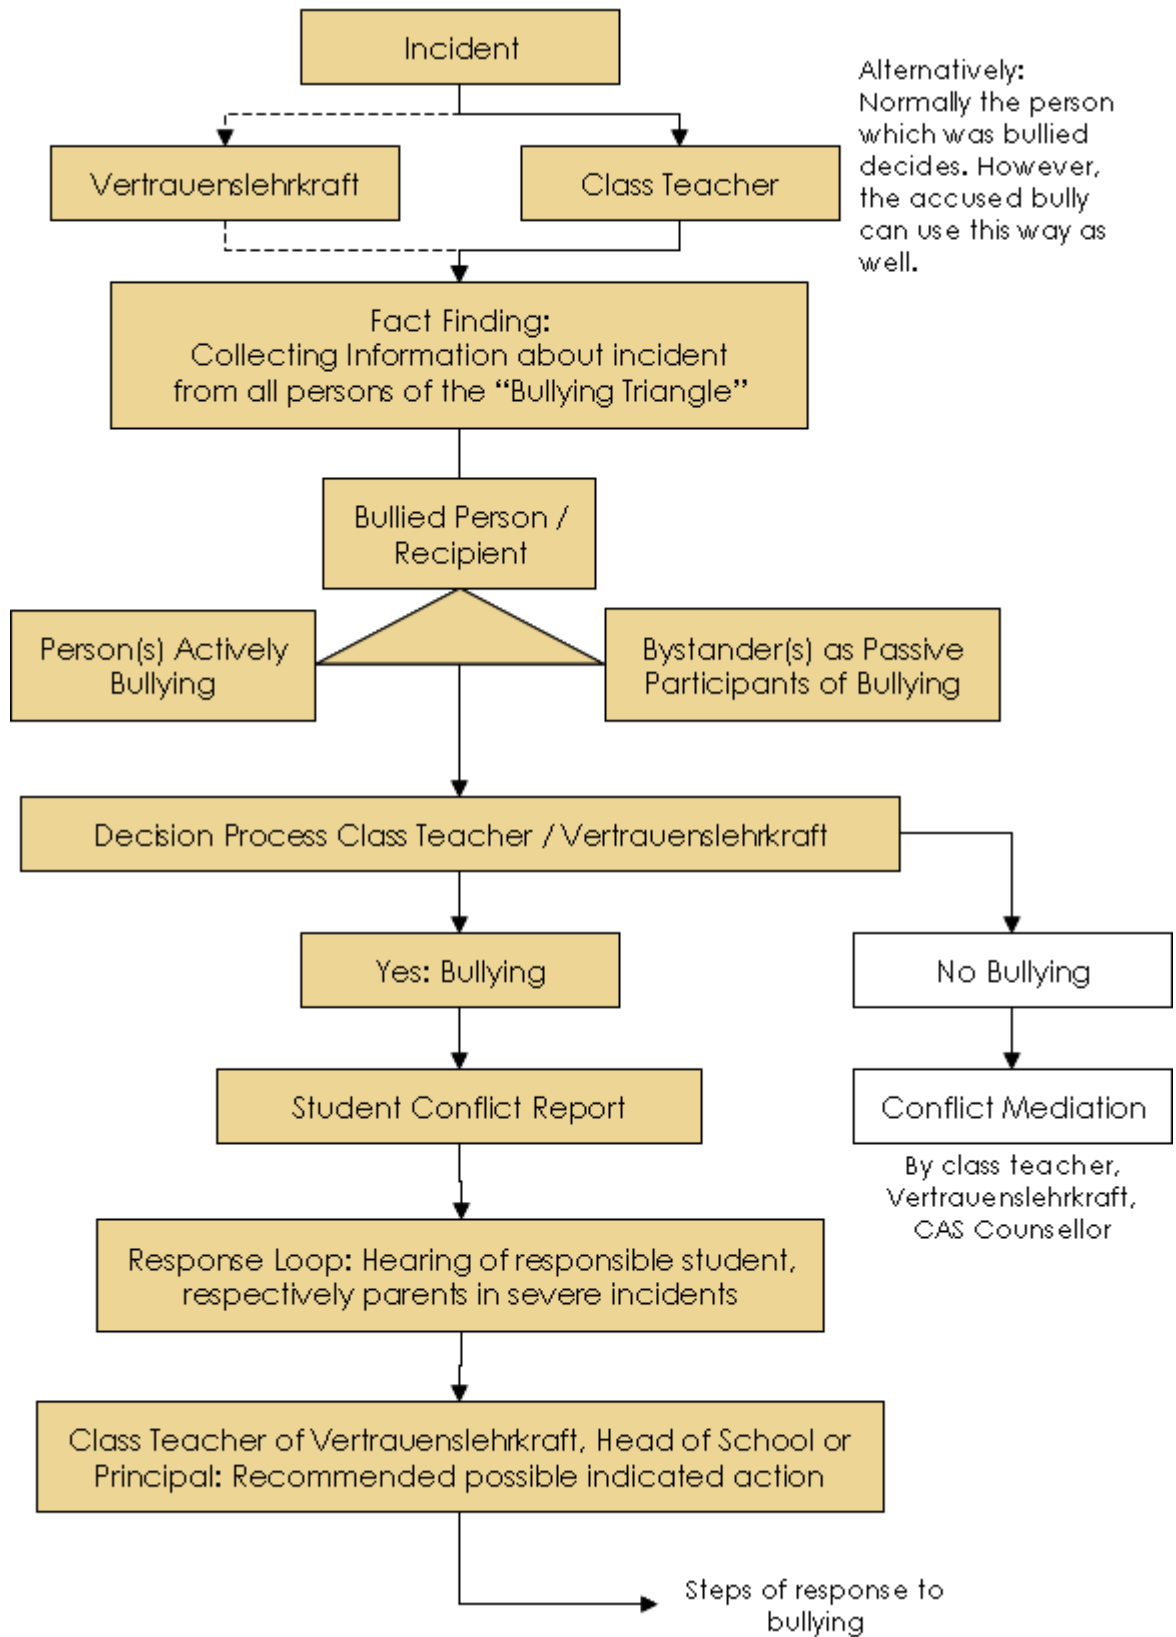 Incident
Alternatively:
Normally the person
which was bullied
decides. However,
the accused bully
can use this way as
well.
Vertrauenslehrkraft
Class Teacher
Fact Finding:
Collecting Information about incident
from all persons of the “Bullying Triangle”
Bullied Person /
Recipient
Person(s) Actively
Bullying
Bystander(s) as Passive
Participants of Bullying
Decision Process Class Teacher / Vertrauenslehrkraft
Yes: Bullying
No Bullying
Student Conflict Report
Conflict Mediation
By class teacher,
Vertrauenslehrkraft,
CAS Counsellor
Response Loop: Hearing of responsible student,
respectively parents in severe incidents
Class Teacher of Vertrauenslehrkraft, Head of School or
Principal: Recommended possible indicated action
Steps of response to
bullying